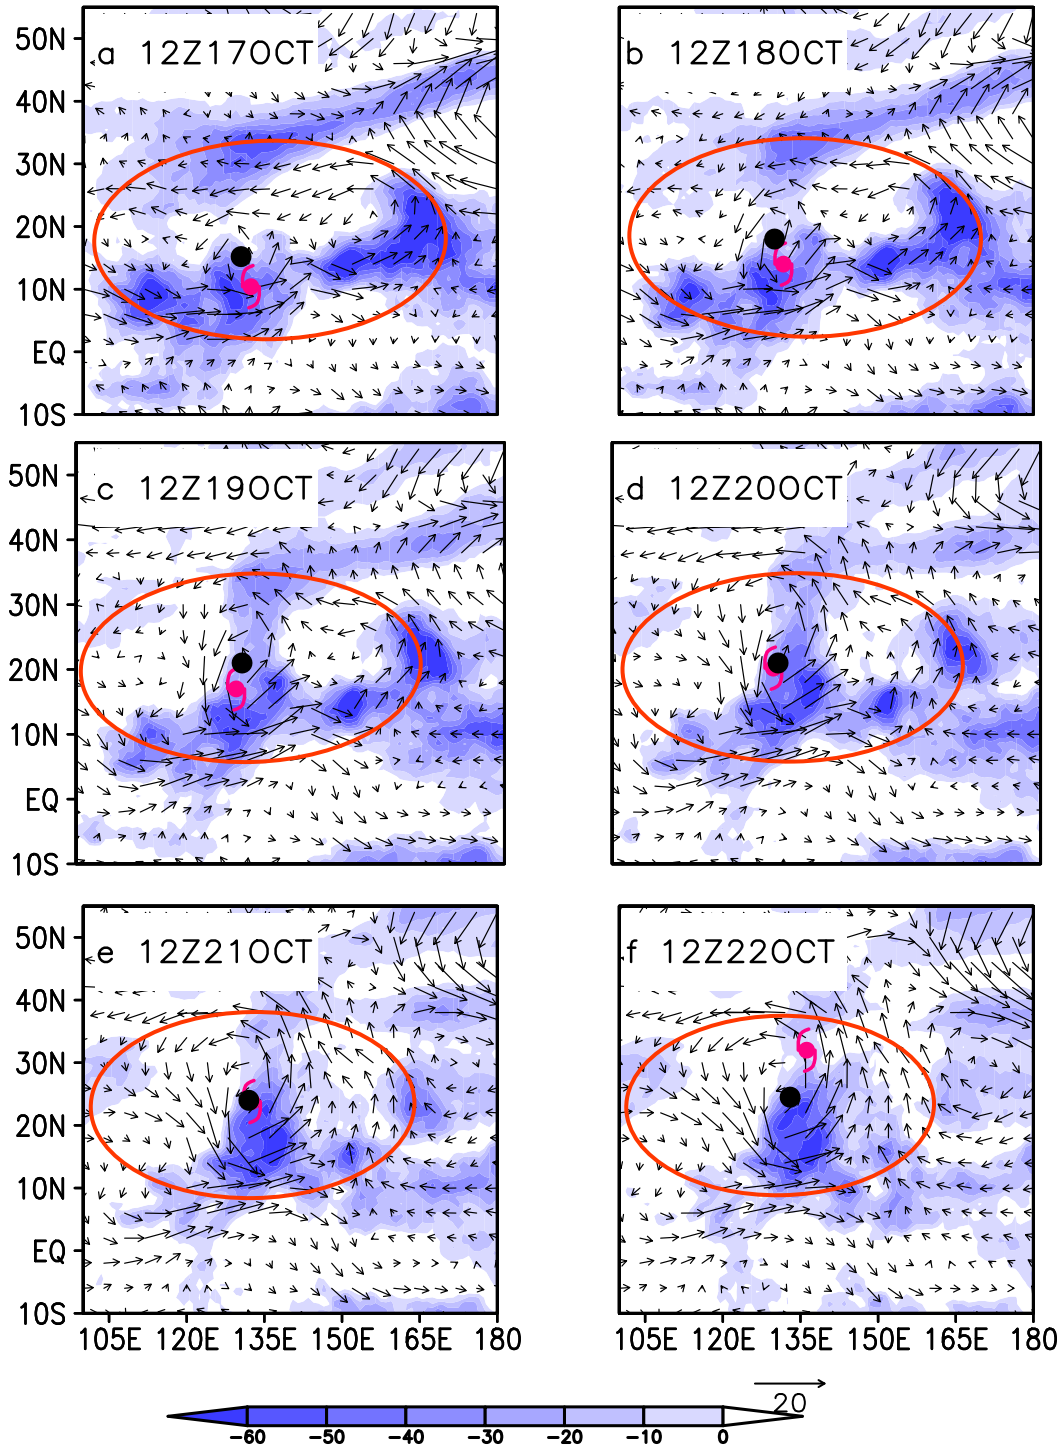 a 12Z17OCT
b 12Z18OCT
50N
40N
30N
20N
10N
EQ
10S
c 12Z19OCT
d 12Z20OCT
50N
40N
30N
20N
10N
EQ
10S
e 12Z21OCT
f 12Z22OCT
50N
40N
30N
20N
10N
EQ
10S
105E 120E 135E 150E 165E 180
105E 120E 135E 150E 165E 180
20
−60 −50 −40 −30 −20 −10 0